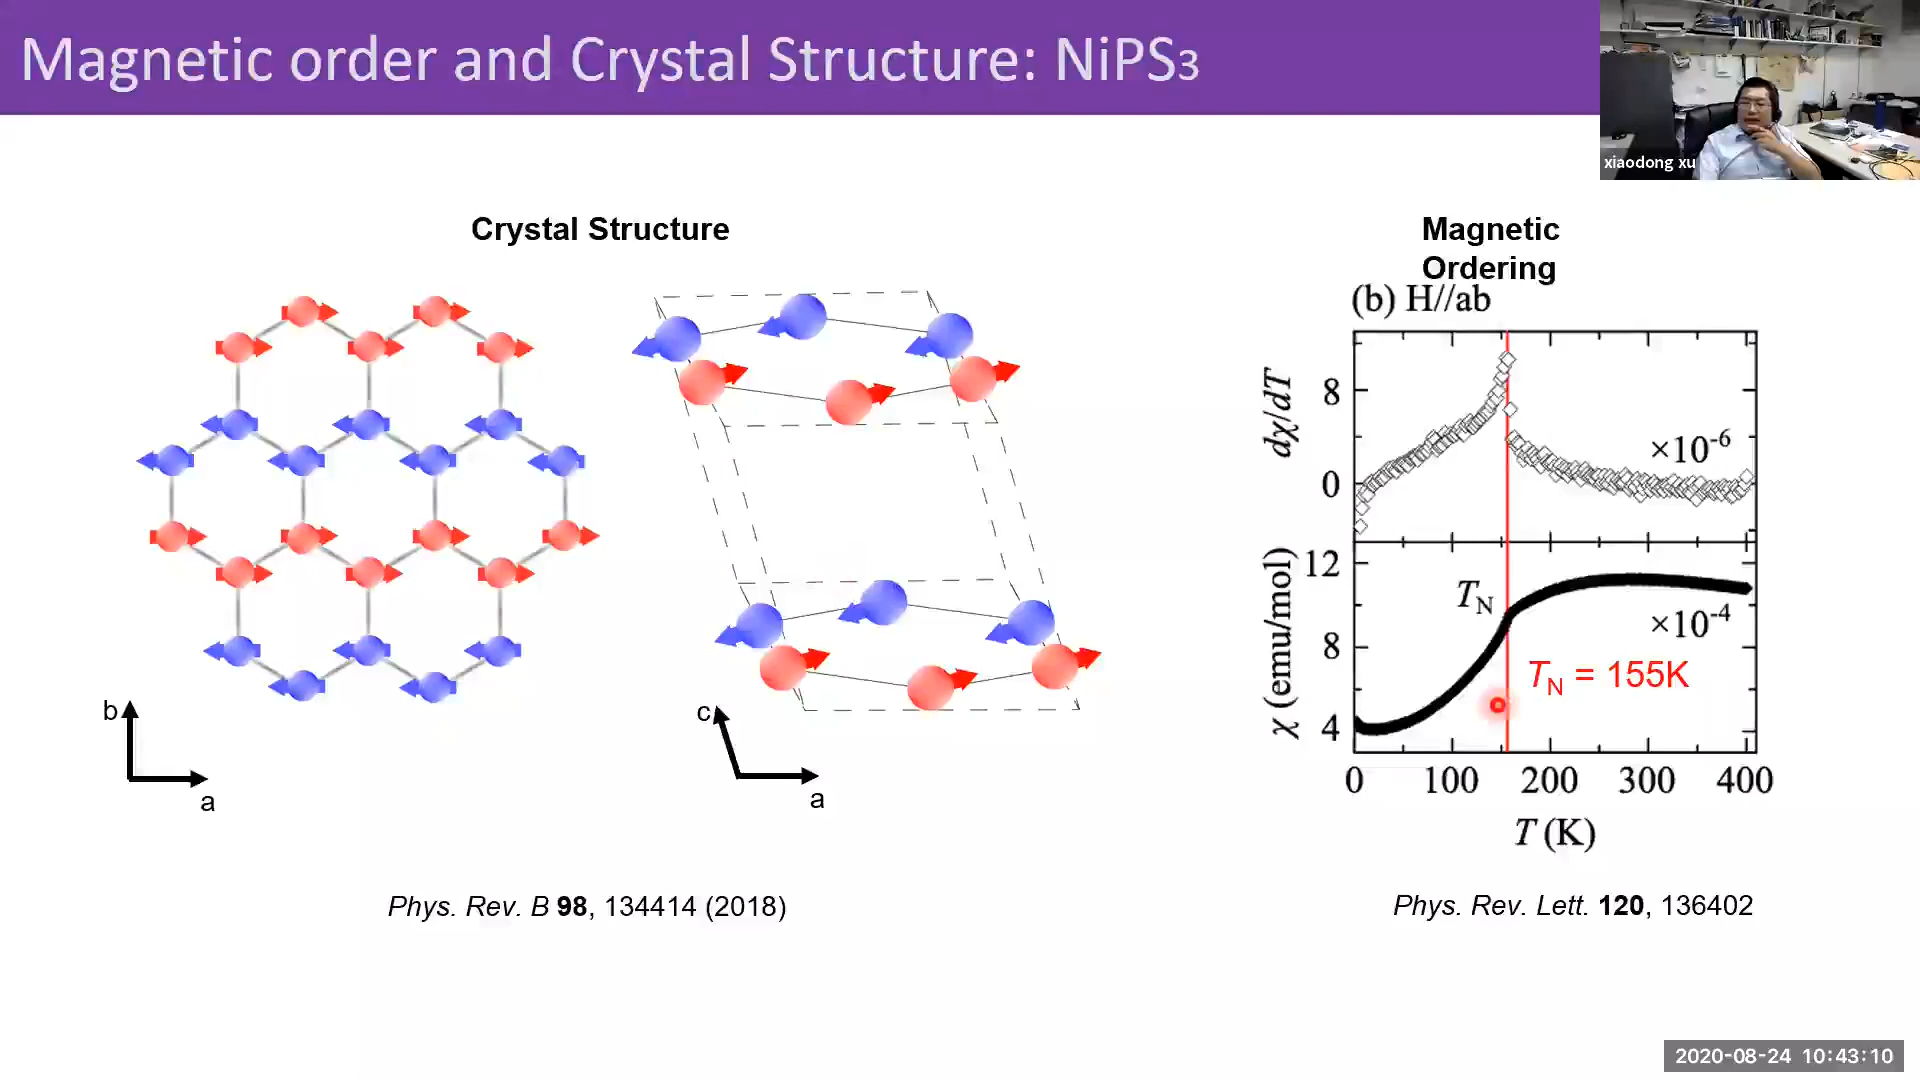 Magnetic order and Crystal Structure: NiPS3
xiaodong xu
Crystal Structure
b
a
c
a
Phys. Rev. B 98, 134414 (2018)
Magnetic
Ordering
(b) H//ab
dχ/dT
8
0
×10-6
χ (emu/mol)
12
8
4
TN
×10-4
TN = 155K
0 100 200 300 400
T (K)
Phys. Rev. Lett. 120, 136402
2020-08-24 10:43:10